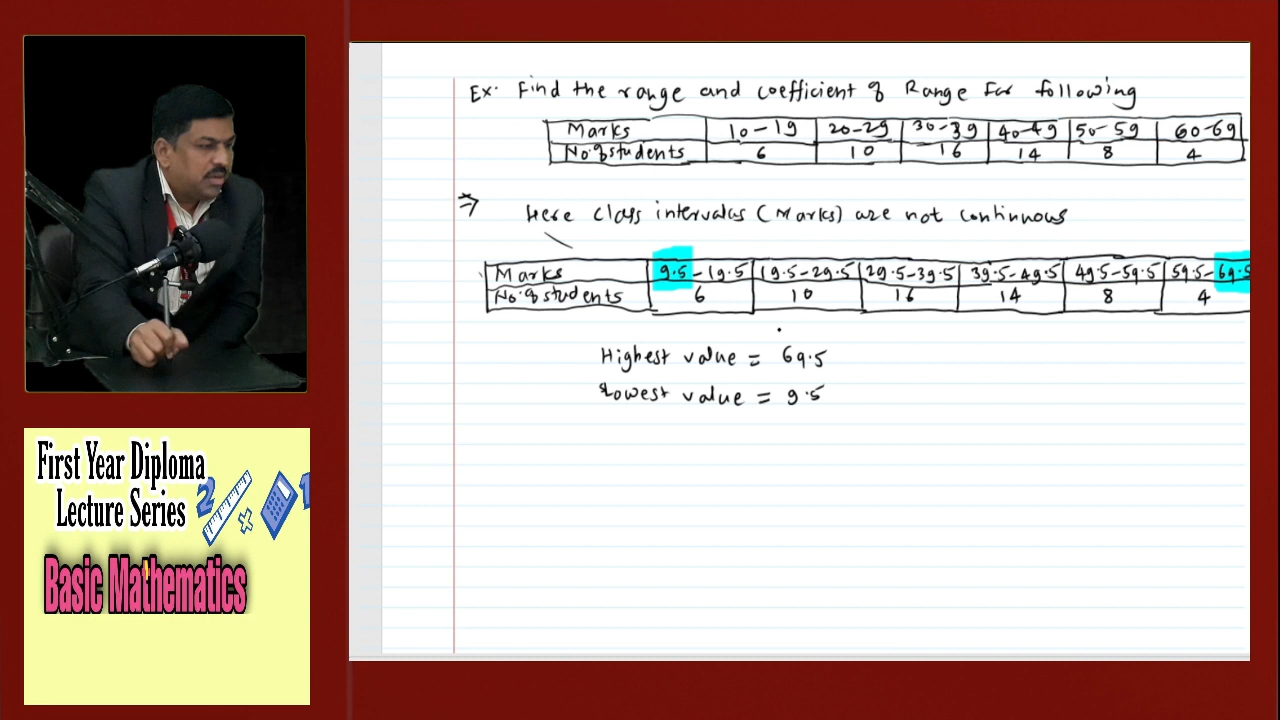 Ex. Find the range and coefficient of Range for following
Marks 10-19 20-29 30-39 40-49 50-59 60-69
No. of students 6 10 16 14 8 4
⇒ Here class intervalas (Marks) are not continuous
Marks 9.5-19.5 19.5-29.5 29.5-39.5 39.5-49.5 49.5-59.5 59.5-69.5
No. of students 6 10 16 14 8 4
Highest value = 69.5
Lowest value = 9.5
First Year Diploma
Lecture Series
Basic Mathematics